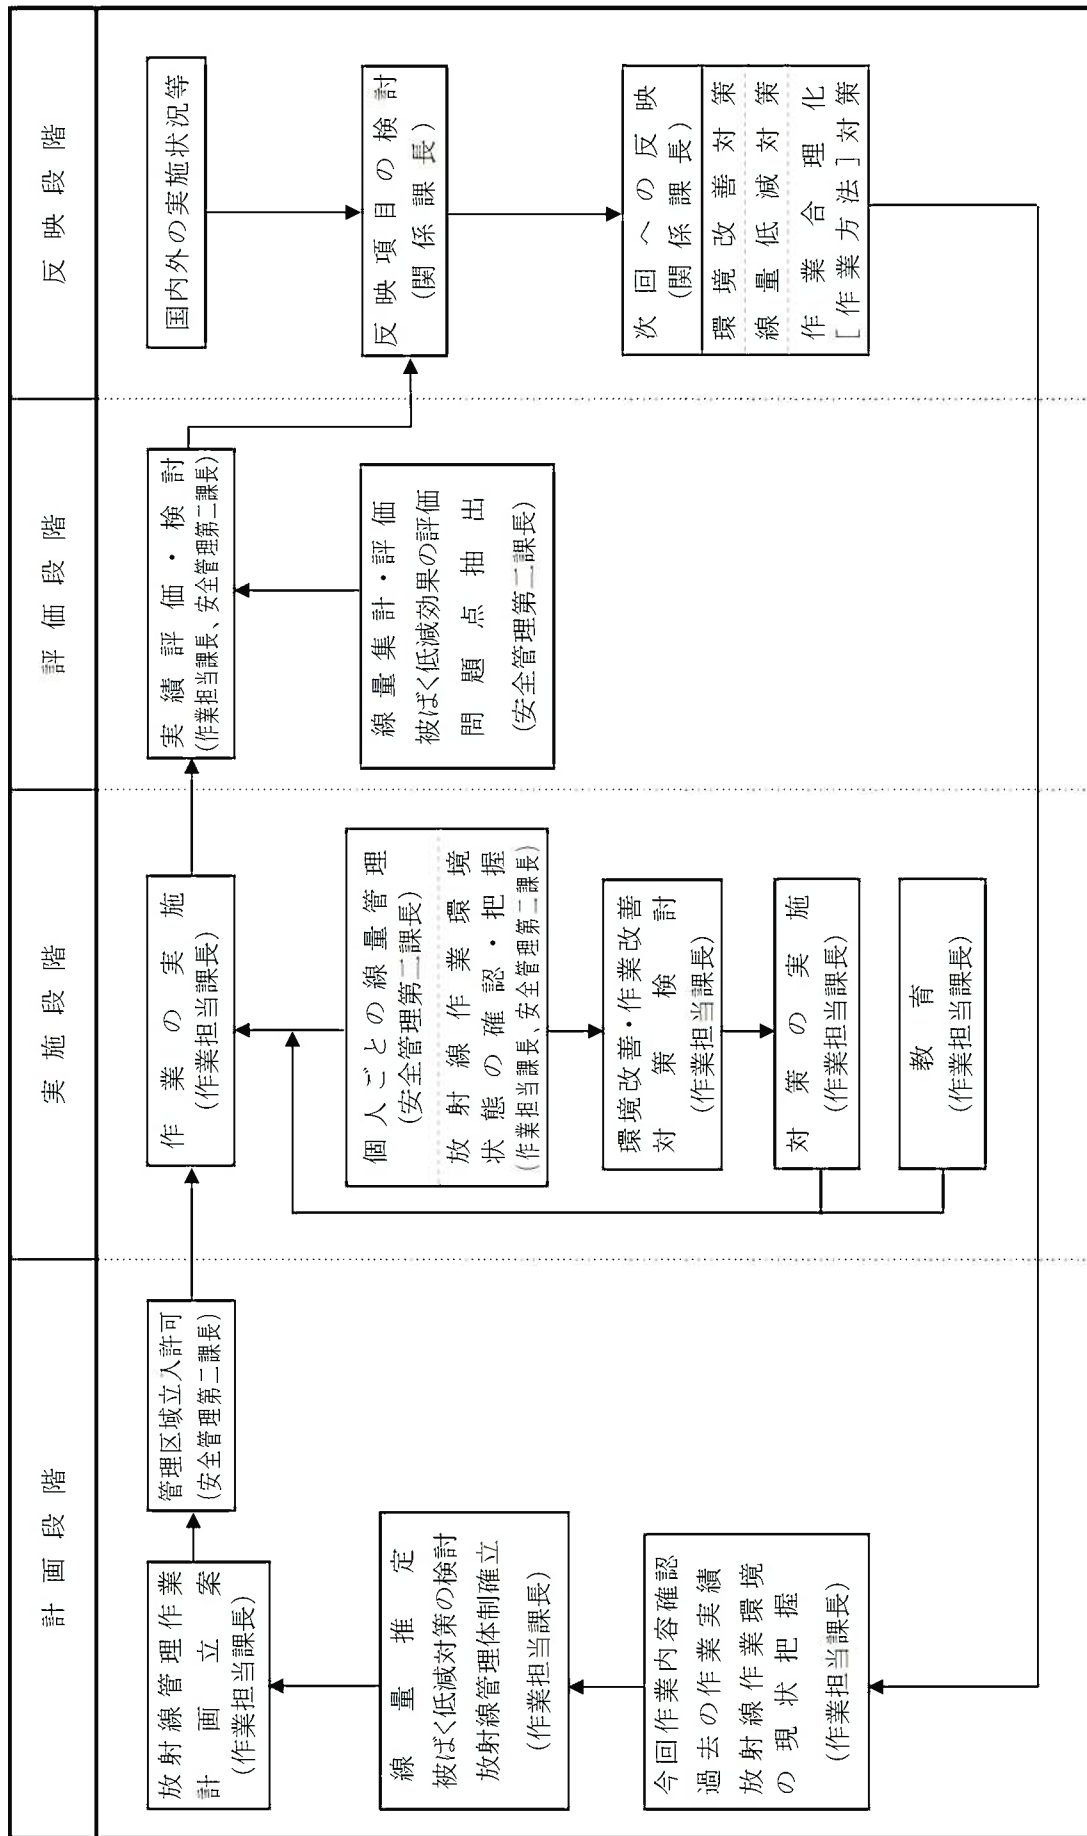 計画段階
実施段階
評価段階
反映段階
放射線管理作業
計画立案
(作業担当課長)
管理区域立入許可
(安全管理第二課長)
線量推定
被ばく低減対策の検討
放射線管理体制確立
(作業担当課長)
今回作業内容確認
過去の作業実績
放射線作業環境
の現状把握
(作業担当課長)
作業の実施
(作業担当課長)
個人ごとの線量管理
(安全管理第二課長)
放射線作業環境
状態の確認・把握
(作業担当課長、安全管理第二課長)
環境改善・作業改善
対策検討
(作業担当課長)
対策の実施
(作業担当課長)
教育
(作業担当課長)
実績評価・検討
(作業担当課長、安全管理第二課長)
線量集計・評価
被ばく低減効果の評価
問題点抽出
(安全管理第二課長)
国内外の実施状況等
反映項目の検討
(関係課長)
次回への反映
(関係課長)
環境改善対策
線量低減対策
作業合理化
[作業方法]対策